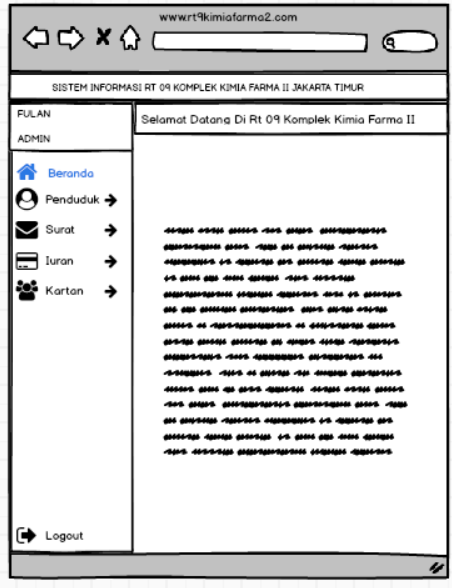 www.rt9kimiafarma2.com
SISTEM INFORMASI RT 09 KOMPLEK KIMIA FARMA II JAKARTA TIMUR
FULAN
ADMIN
Selamat Datang Di Rt 09 Komplek Kimia Farma II
Beranda
Penduduk
Surat
Iuran
Kartan
Logout